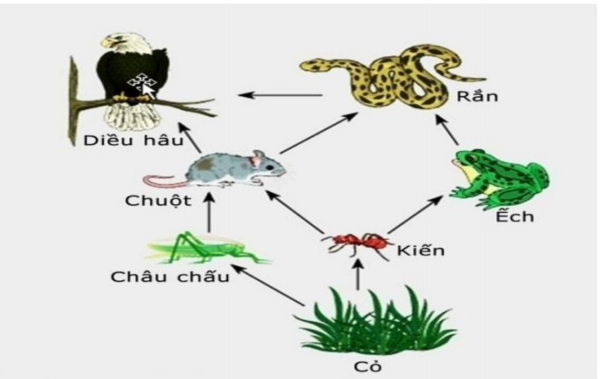 Rắn
Diều hâu
Chuột
Ếch
Kiến
Châu chấu
Cỏ